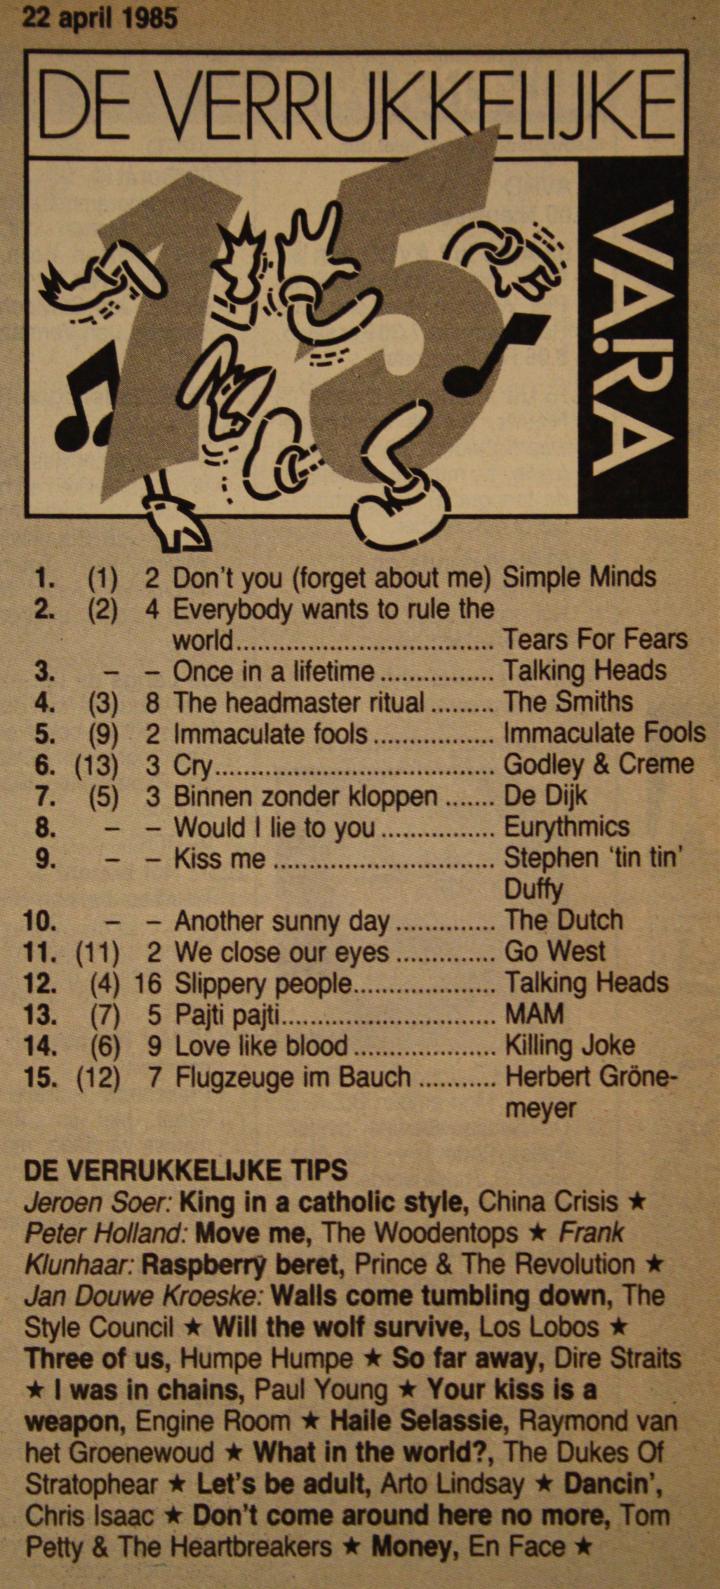 22 april 1985
DE VERRUKKELIJKE
15
VARA
1. (1) 2 Don't you (forget about me) Simple Minds
2. (2) 4 Everybody wants to rule the
world................................... Tears For Fears
3. – – Once in a lifetime ............... Talking Heads
4. (3) 8 The headmaster ritual ......... The Smiths
5. (9) 2 Immaculate fools ................ Immaculate Fools
6. (13) 3 Cry...................................... Godley & Creme
7. (5) 3 Binnen zonder kloppen ....... De Dijk
8. – – Would I lie to you ................ Eurythmics
9. – – Kiss me .............................. Stephen ‘tin tin’
Duffy
10. – – Another sunny day .............. The Dutch
11. (11) 2 We close our eyes .............. Go West
12. (4) 16 Slippery people................... Talking Heads
13. (7) 5 Pajti pajti............................. MAM
14. (6) 9 Love like blood ................... Killing Joke
15. (12) 7 Flugzeuge im Bauch ........... Herbert Gröne-
meyer
DE VERRUKKELIJKE TIPS
Jeroen Soer: King in a catholic style, China Crisis ★
Peter Holland: Move me, The Woodentops ★ Frank
Klunhaar: Raspberry beret, Prince & The Revolution ★
Jan Douwe Kroeske: Walls come tumbling down, The
Style Council ★ Will the wolf survive, Los Lobos ★
Three of us, Humpe Humpe ★ So far away, Dire Straits
★ I was in chains, Paul Young ★ Your kiss is a
weapon, Engine Room ★ Haile Selassie, Raymond van
het Groenewoud ★ What in the world?, The Dukes Of
Stratophear ★ Let's be adult, Arto Lindsay ★ Dancin',
Chris Isaac ★ Don't come around here no more, Tom
Petty & The Heartbreakers ★ Money, En Face ★